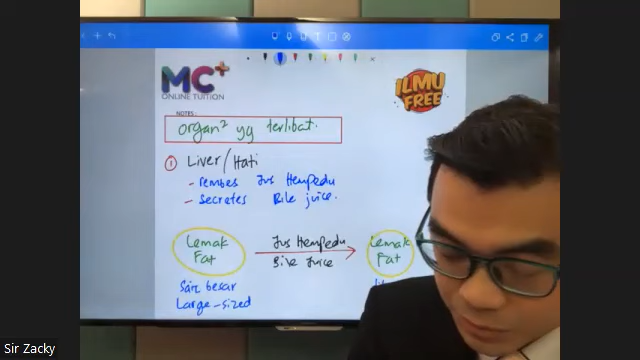 MC+
ONLINE TUITION
ILMU
FREE
NOTES :
organ² yg terlibat.
① Liver / Hati
- rembes Jus Hempedu
- secretes Bile juice.
Lemak
Fat
Jus Hempedu
Bile Juice
Lemak
Fat
Saiz besar
Large-sized
Sir Zacky